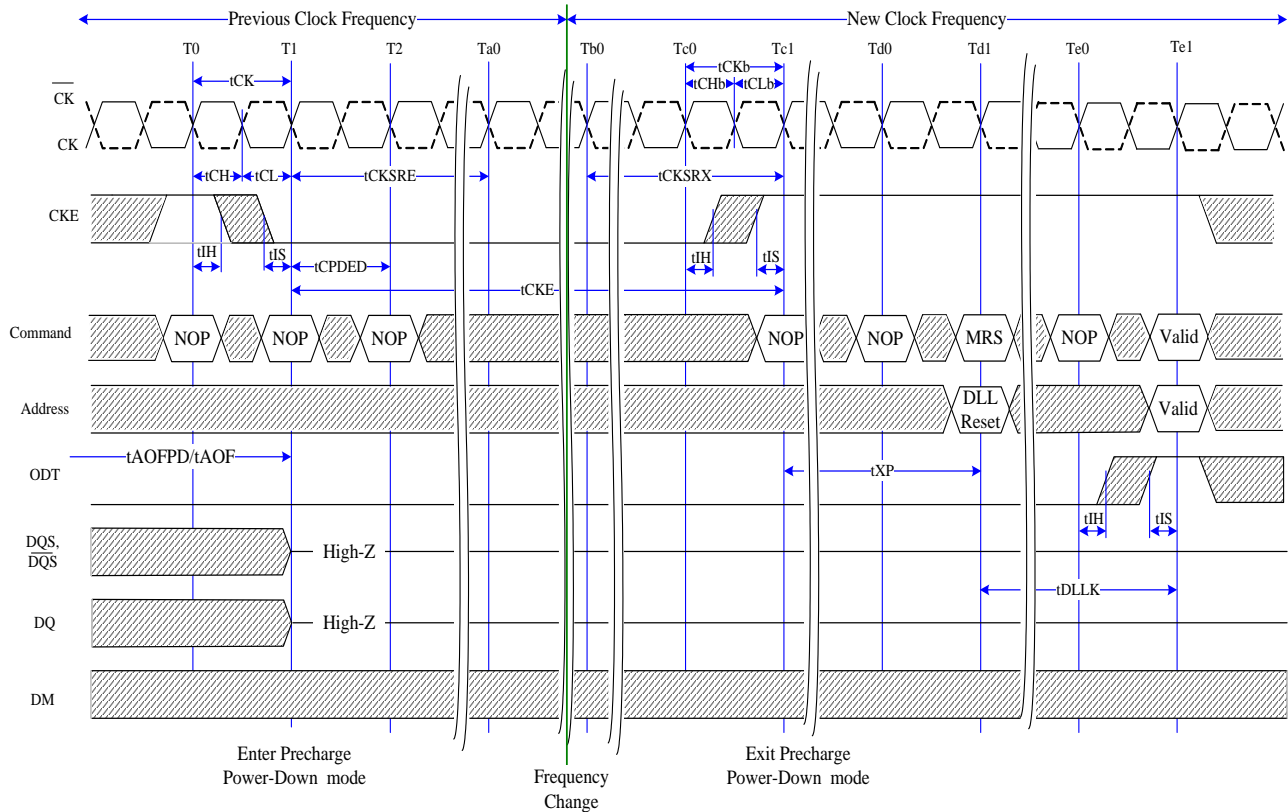 Previous Clock Frequency New Clock Frequency
T0 T1 T2 Ta0 Tb0 Tc0 Tc1 Td0 Td1 Te0 Te1
tCKb
tCK tCHb tCLb
CK
CK
tCH tCL tCKSRE tCKSRX
CKE
tIH tIS tCPDED tIH tIS
tCKE
Command NOP NOP NOP NOP NOP MRS NOP Valid
Address DLL Reset Valid
tAOFPD/tAOF
ODT tXP
tIH tIS
DQS, DQS High-Z
tDLLK
DQ High-Z
DM
Enter Precharge Power-Down mode
Frequency Change
Exit Precharge Power-Down mode